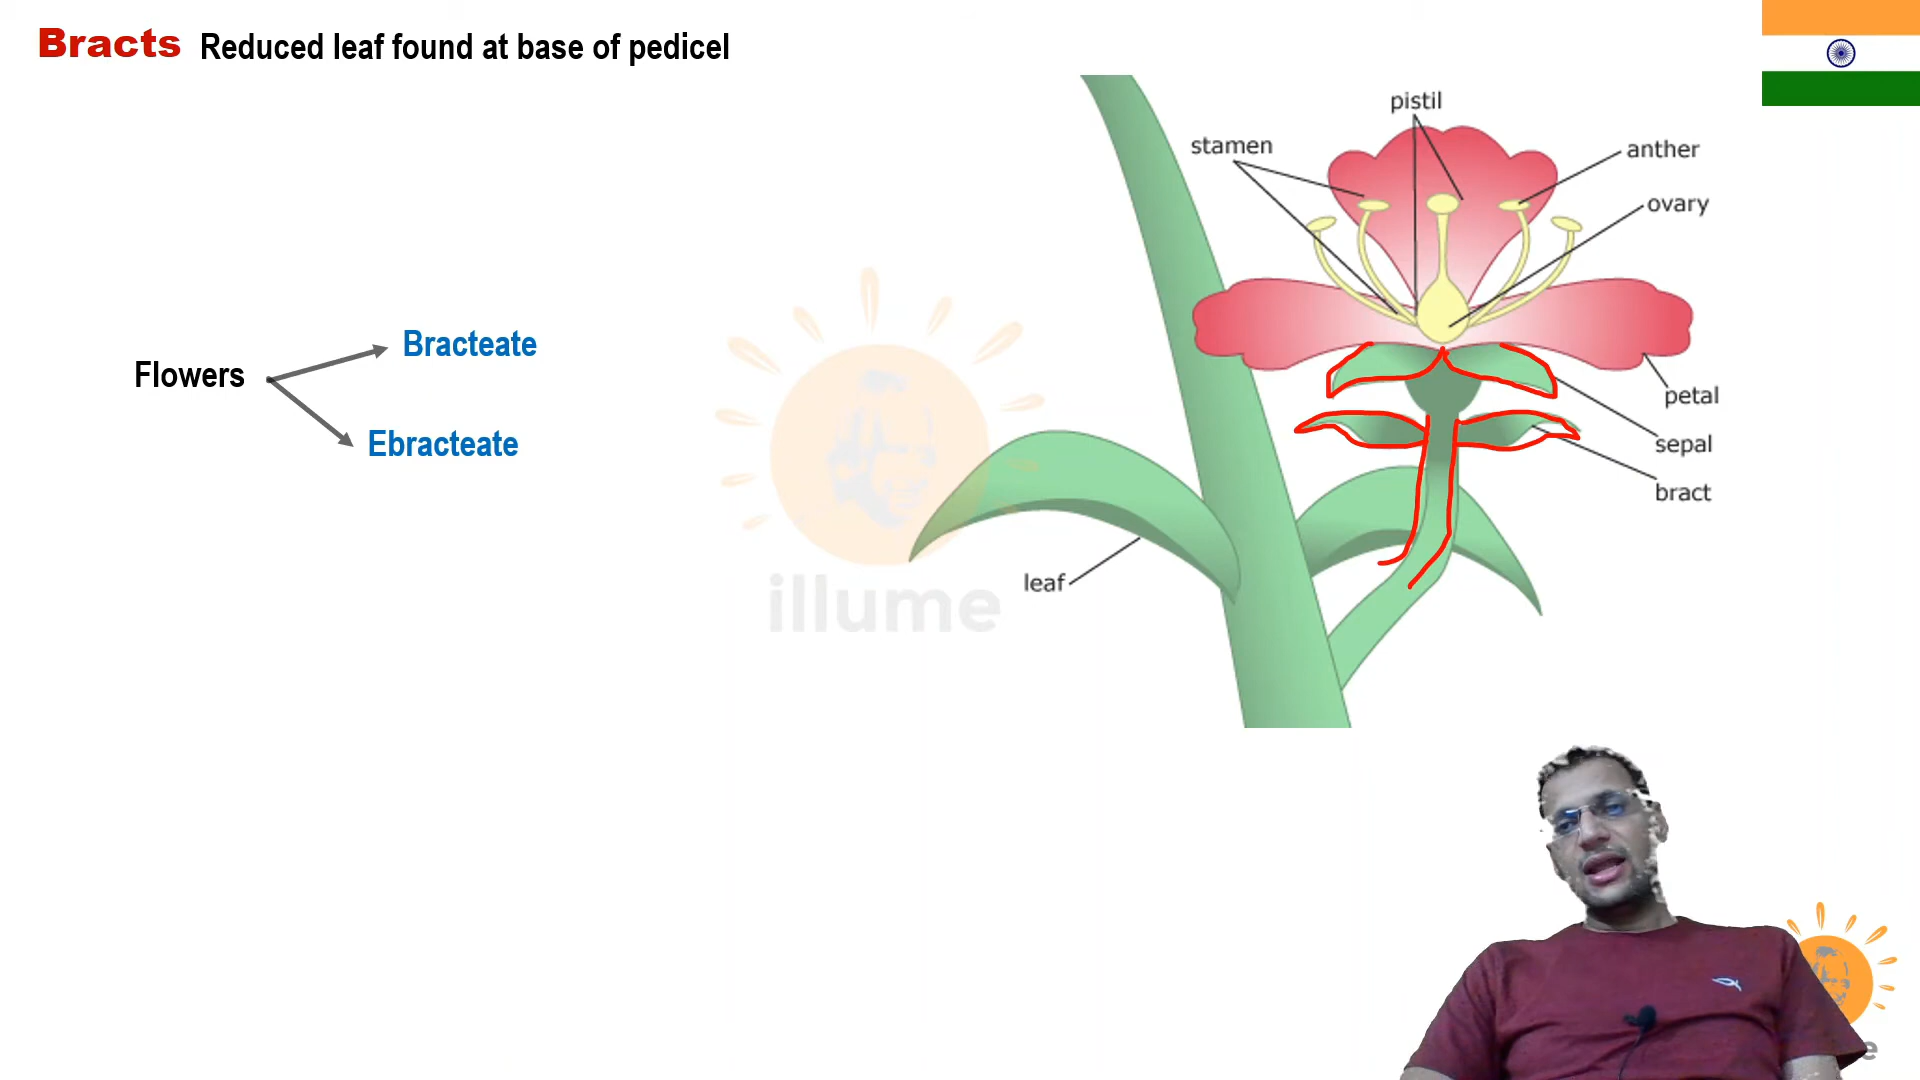 Bracts Reduced leaf found at base of pedicel
pistil
stamen
anther
ovary
Flowers
Bracteate
Ebracteate
petal
sepal
bract
leaf
illume